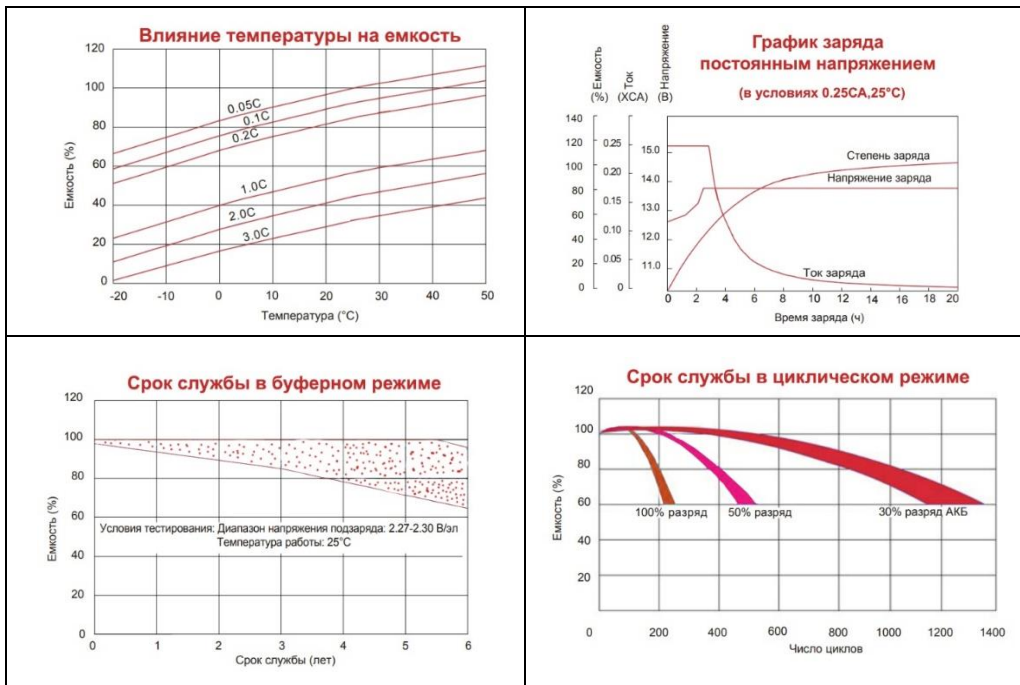 Влияние температуры на емкость
120
100
80
60
40
20
0
Емкость (%)
0.05C
0.1C
0.2C
1.0C
2.0C
3.0C
-20 -10 0 10 20 30 40 50
Температура (°C)
График заряда
постоянным напряжением
(в условиях 0.25CA,25°C)
Емкость
(%)
Ток
(XCA)
Напряжение
(В)
140
120
100
80
60
40
20
0
0.25
0.20
0.15
0.10
0.05
0
15.0
14.0
13.0
12.0
11.0
Степень заряда
Напряжение заряда
Ток заряда
0 2 4 6 8 10 12 14 16 18 20
Время заряда (ч)
Срок службы в буферном режиме
120
100
80
60
40
20
0
Емкость (%)
Условия тестирования: Диапазон напряжения подзаряда: 2.27-2.30 В/эл
Температура работы: 25°C
0 1 2 3 4 5 6
Срок службы (лет)
Срок службы в циклическом режиме
120
100
80
60
40
20
Емкость (%)
100% разряд
50% разряд
30% разряд АКБ
0 200 400 600 800 1000 1200 1400
Число циклов